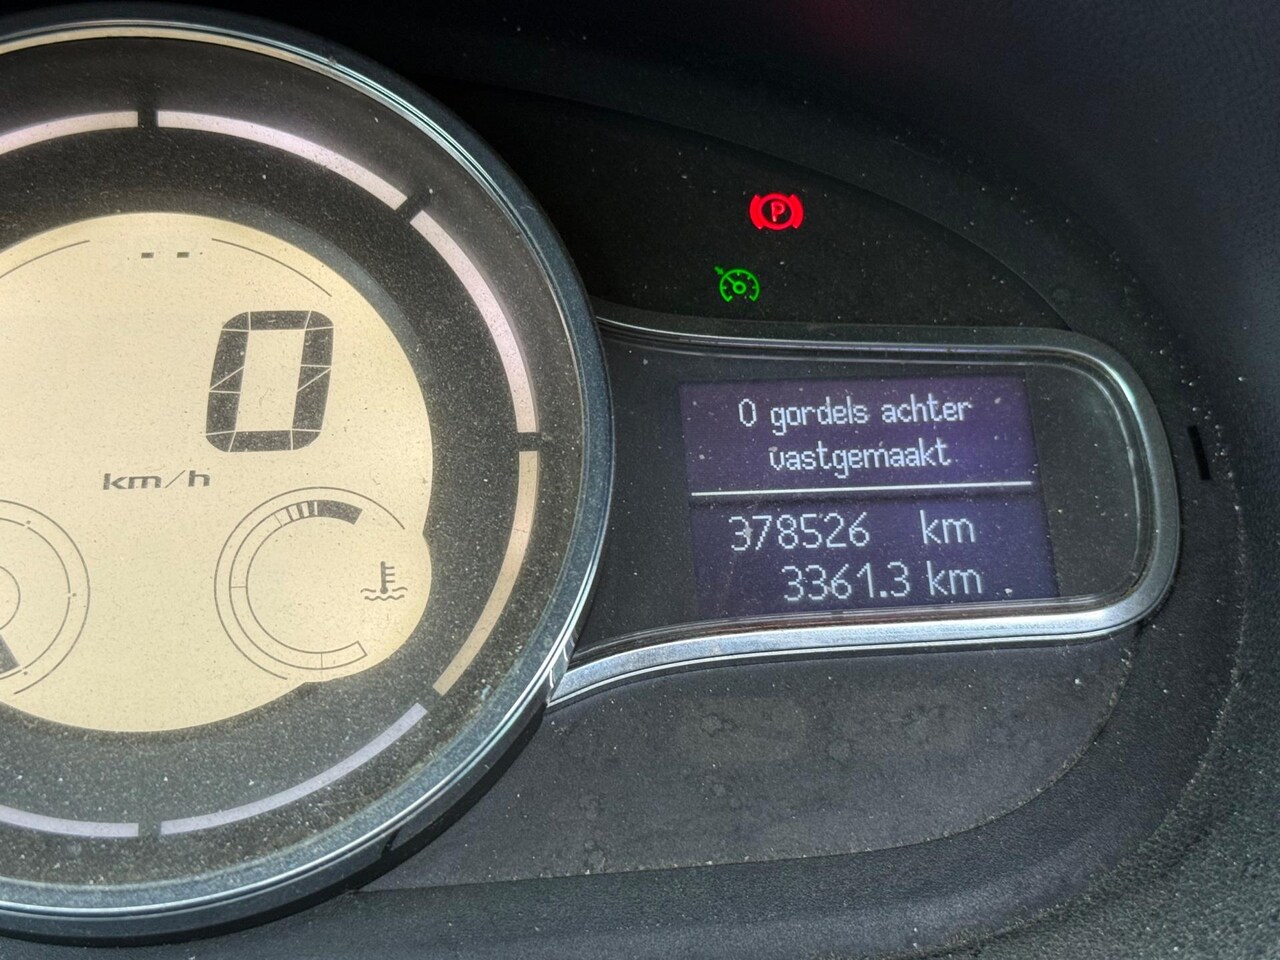 0
km/h
P
0 gordels achter
vastgemaakt
378526 km
3361.3 km